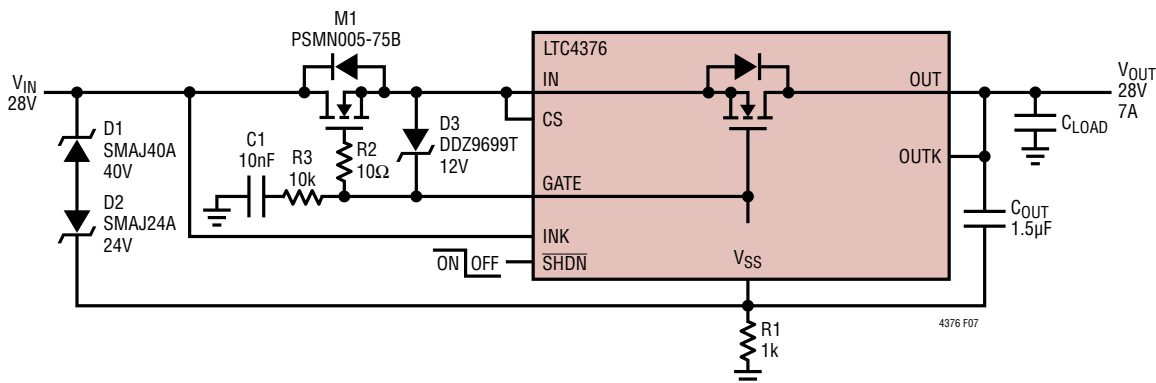 M1
PSMN005-75B
LTC4376
VIN
28V
IN
OUT
VOUT
28V
7A
CS
D1
SMAJ40A
40V
C1
10nF
R3
10k
R2
10Ω
D3
DDZ9699T
12V
CLOAD
OUTK
GATE
D2
SMAJ24A
24V
COUT
1.5µF
INK
ON OFF
SHDN
VSS
4376 F07
R1
1k